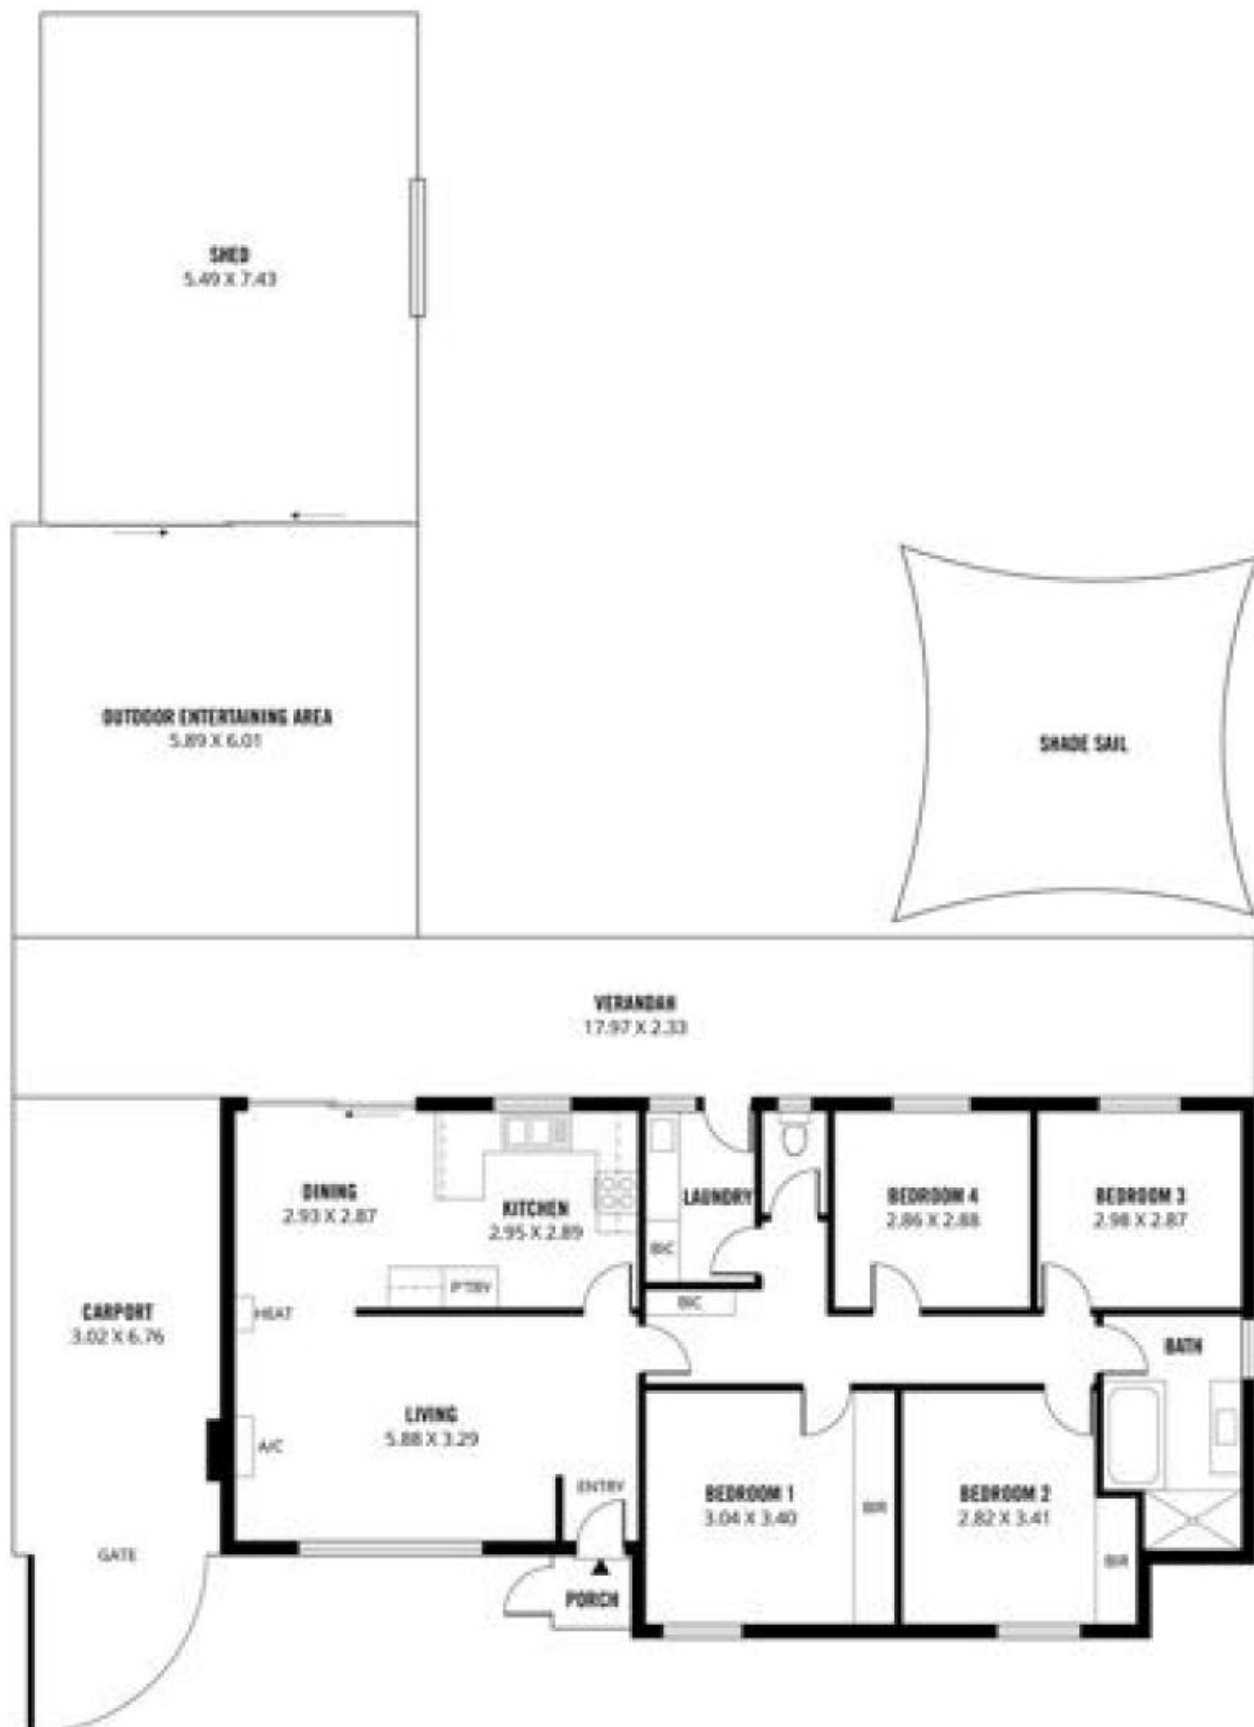 SHED
5.49 X 7.43
OUTDOOR ENTERTAINING AREA
5.89 X 6.01
SHADE SAIL
VERANDAH
17.97 X 2.33
DINING
2.93 X 2.87
KITCHEN
2.95 X 2.89
LAUNDRY
BEDROOM 4
2.86 X 2.88
BEDROOM 3
2.98 X 2.87
BIC
P'TRY
BIC
HEAT
CARPORT
3.02 X 6.76
BATH
LIVING
5.88 X 3.29
A/C
ENTRY
BEDROOM 1
3.04 X 3.40
BIR
BEDROOM 2
2.82 X 3.41
BIR
GATE
PORCH